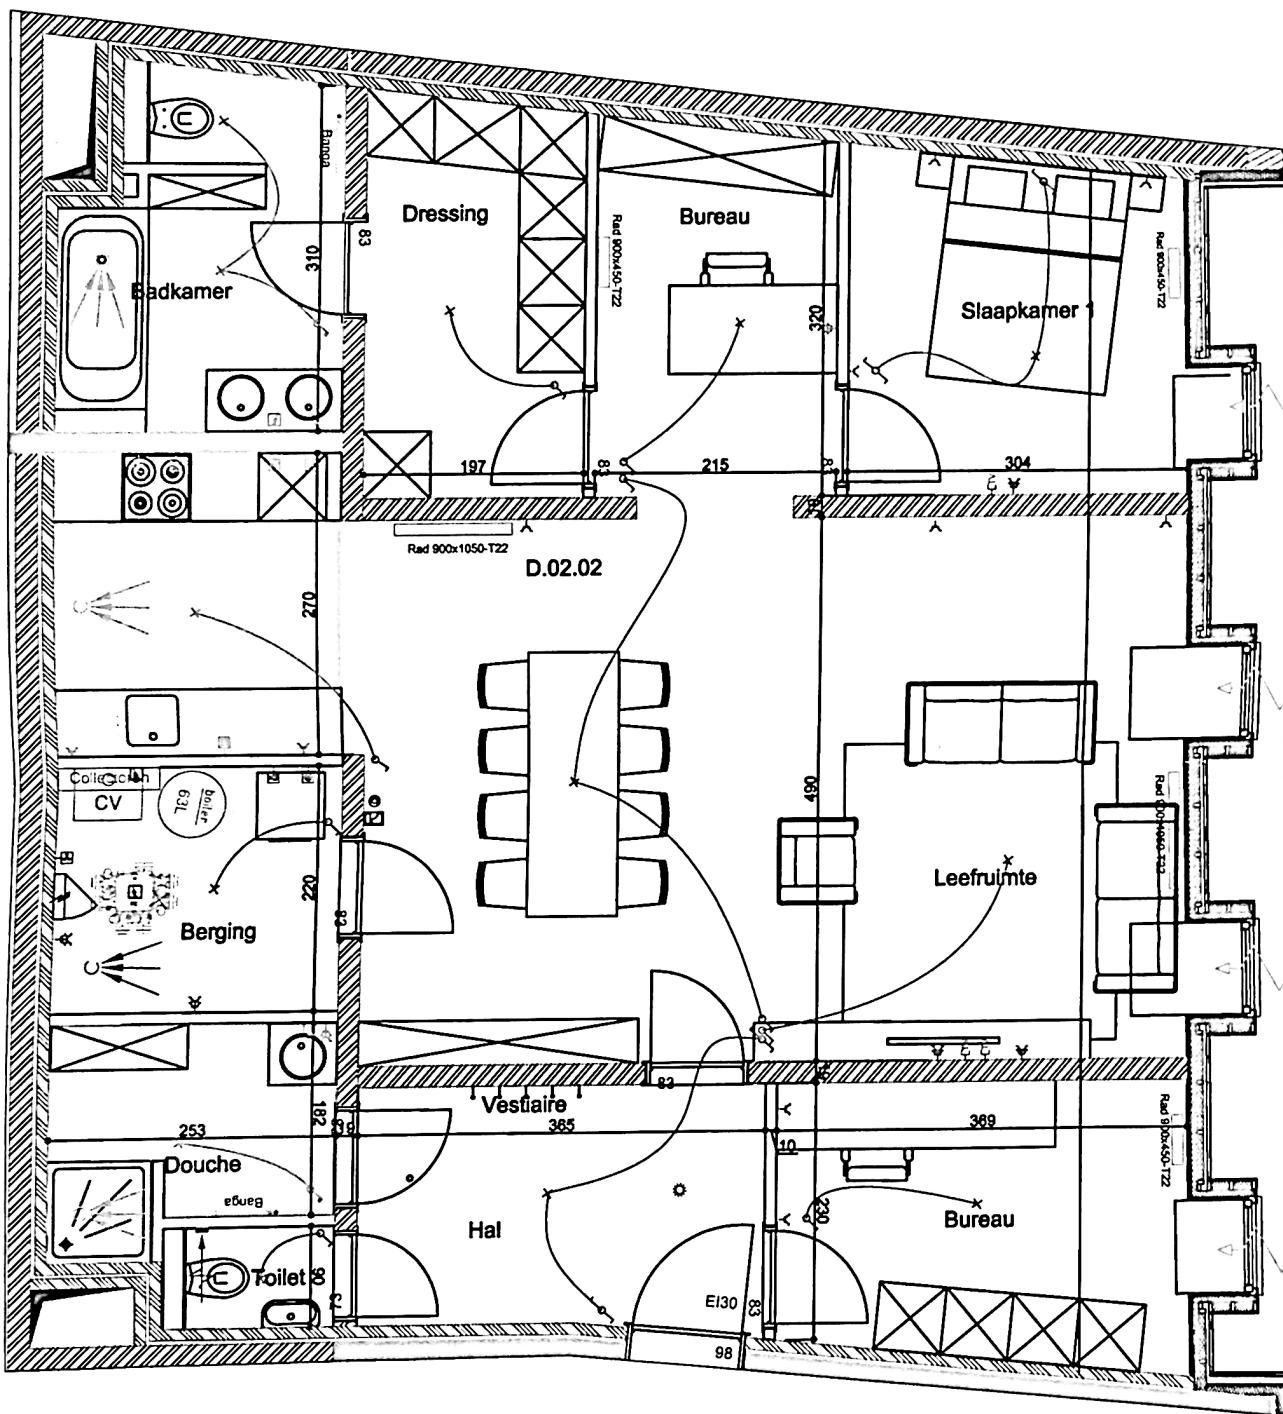 Banga
Dressing
Bureau
83
310
Rad 900x450-T22
Rad 900x450-T22
Badkamer
Slaapkamer 1
320
197
83
215
304
Rad 900x1050-T22
D.02.02
270
490
CV
boiler
63L
220
Leefruimte
83
Berging
83
Vestiaire
182
253
19
365
369
10
Rad 900x450-T22
Douche
Banga
230
Hal
Bureau
Toilet
90
73
EI30
83
98